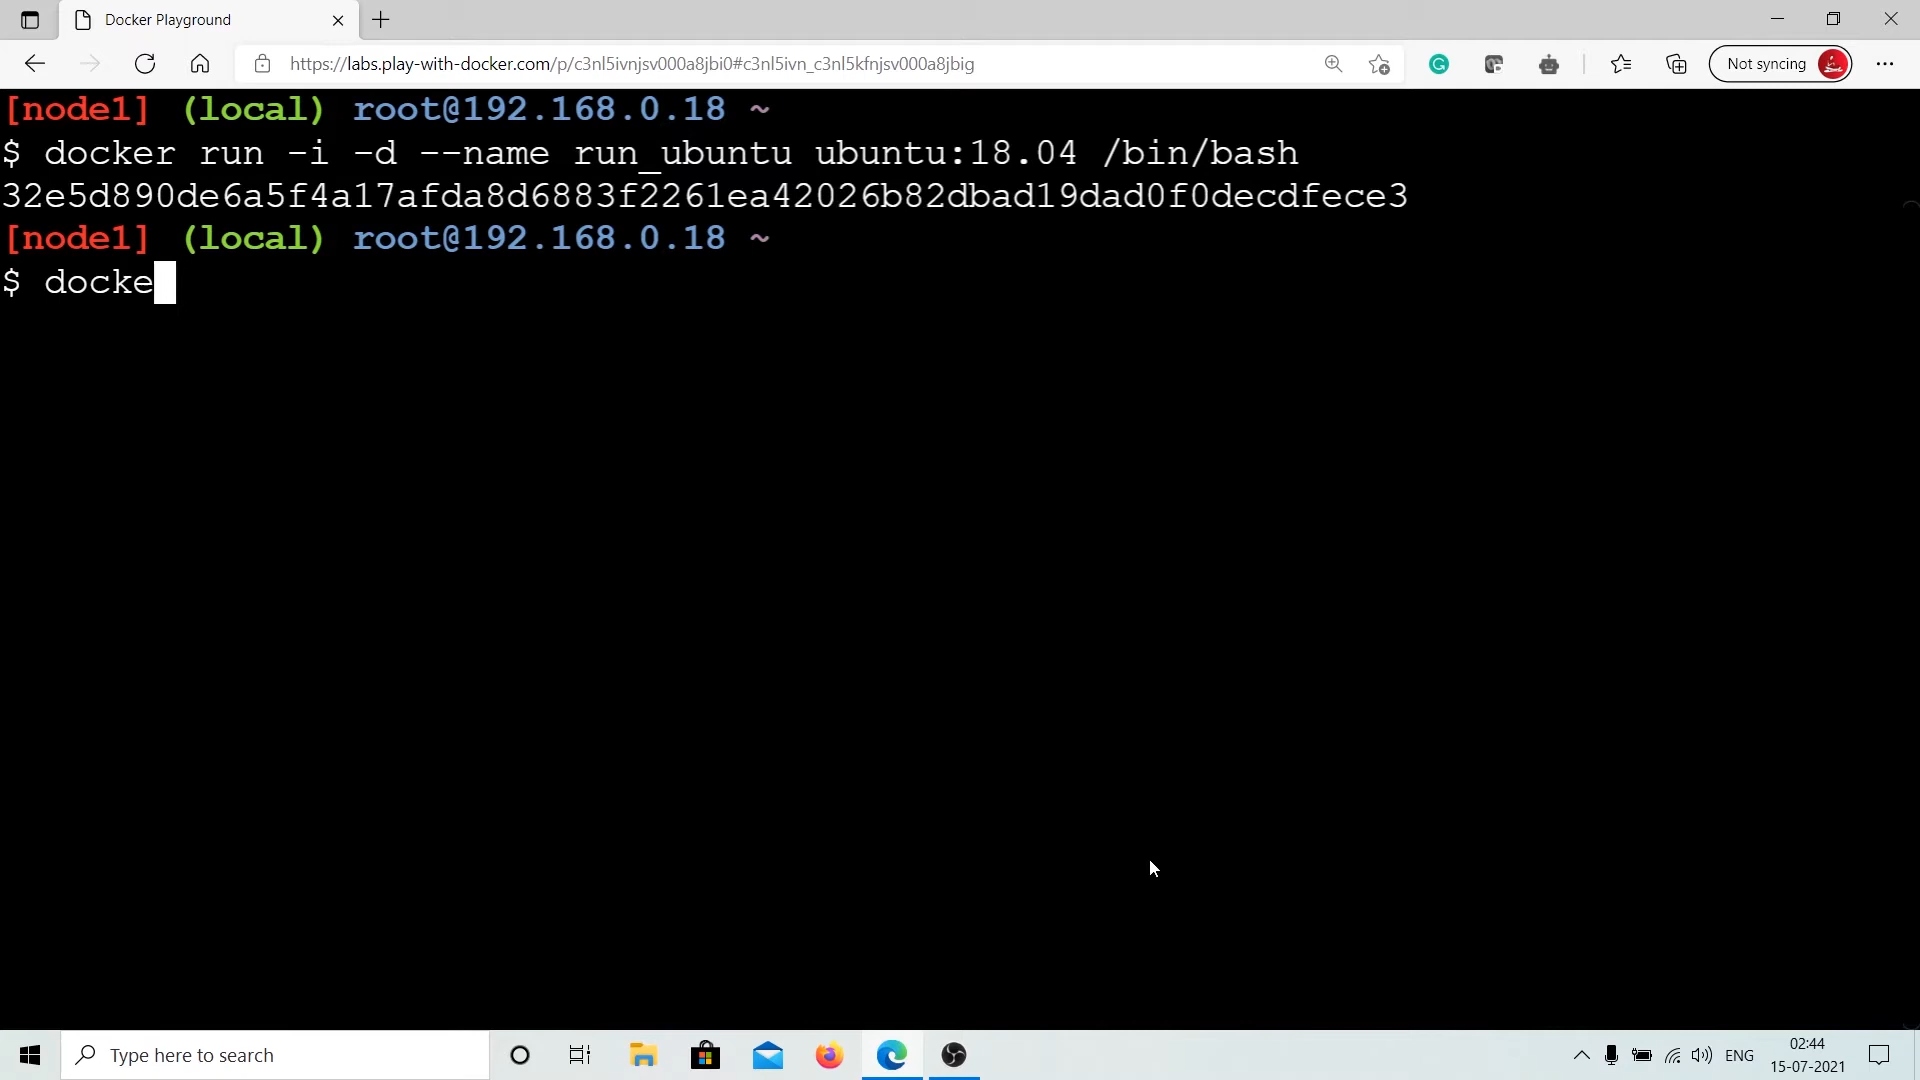 Docker Playground
https://labs.play-with-docker.com/p/c3nl5ivnjsv000a8jbi0#c3nl5ivn_c3nl5kfnjsv000a8jbig
Not syncing
[node1] (local) root@192.168.0.18 ~
$ docker run -i -d --name run_ubuntu ubuntu:18.04 /bin/bash
32e5d890de6a5f4a17afda8d6883f2261ea42026b82dbad19dad0f0decdfece3
[node1] (local) root@192.168.0.18 ~
$ docke
Type here to search
ENG
02:44
15-07-2021